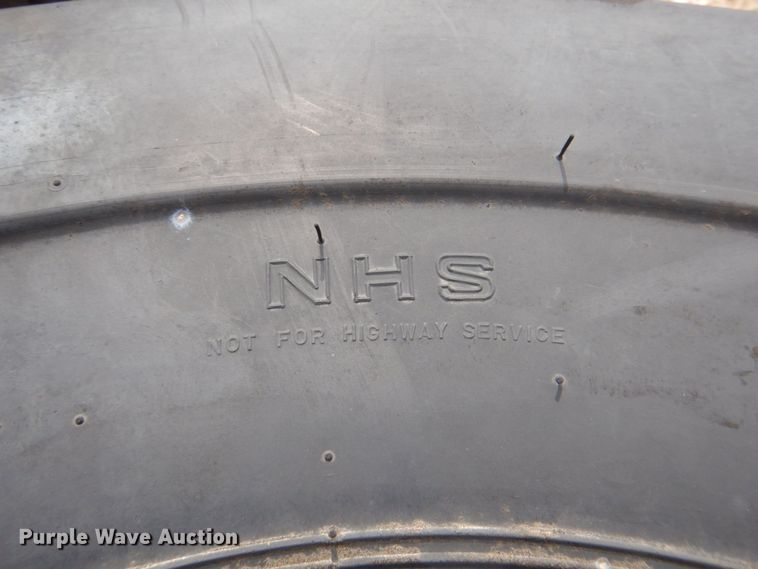 NHS
NOT FOR HIGHWAY SERVICE
Purple Wave Auction